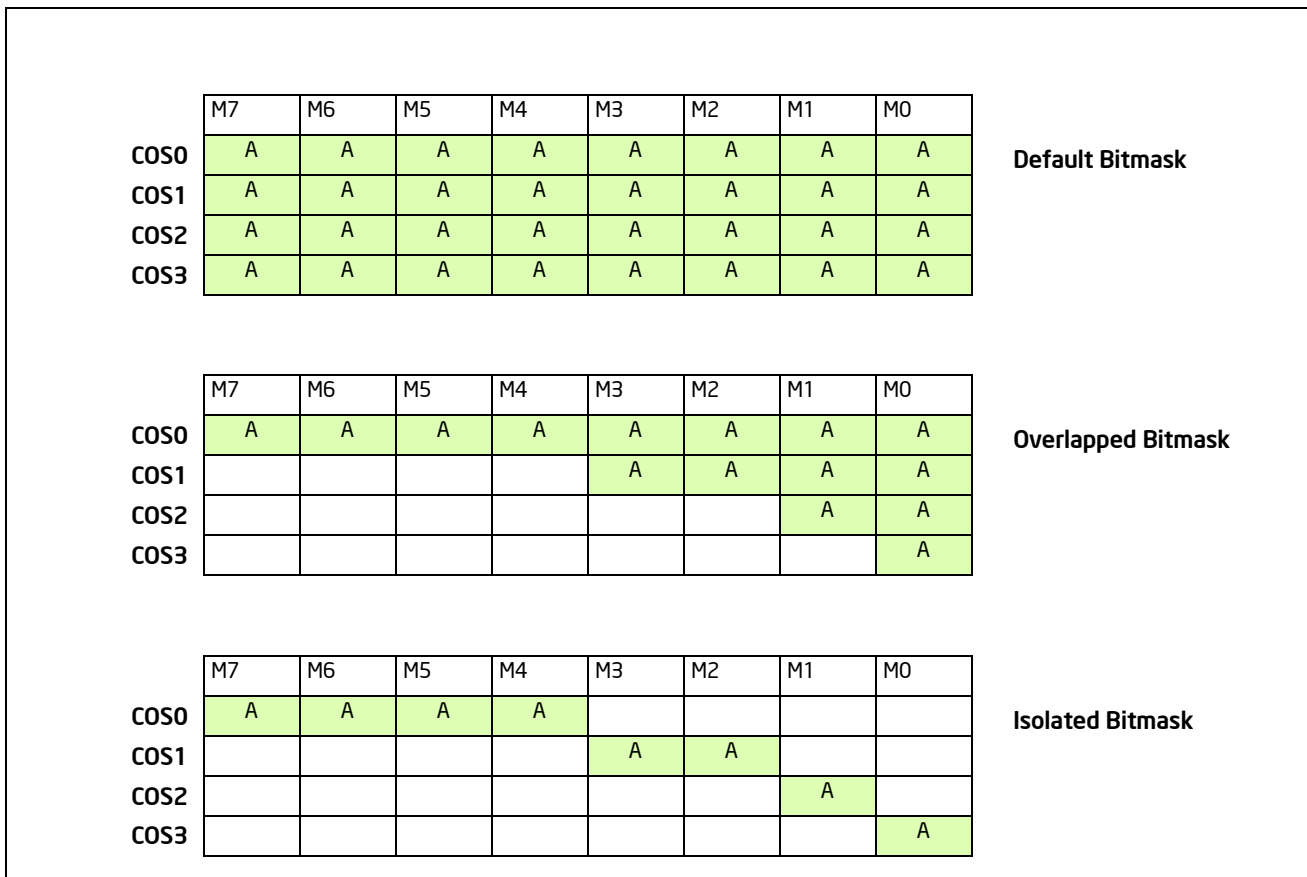 M7 M6 M5 M4 M3 M2 M1 M0
COS0 A A A A A A A A Default Bitmask
COS1 A A A A A A A A
COS2 A A A A A A A A
COS3 A A A A A A A A
M7 M6 M5 M4 M3 M2 M1 M0
COS0 A A A A A A A A Overlapped Bitmask
COS1 A A A A
COS2 A A
COS3 A
M7 M6 M5 M4 M3 M2 M1 M0
COS0 A A A A Isolated Bitmask
COS1 A A
COS2 A
COS3 A